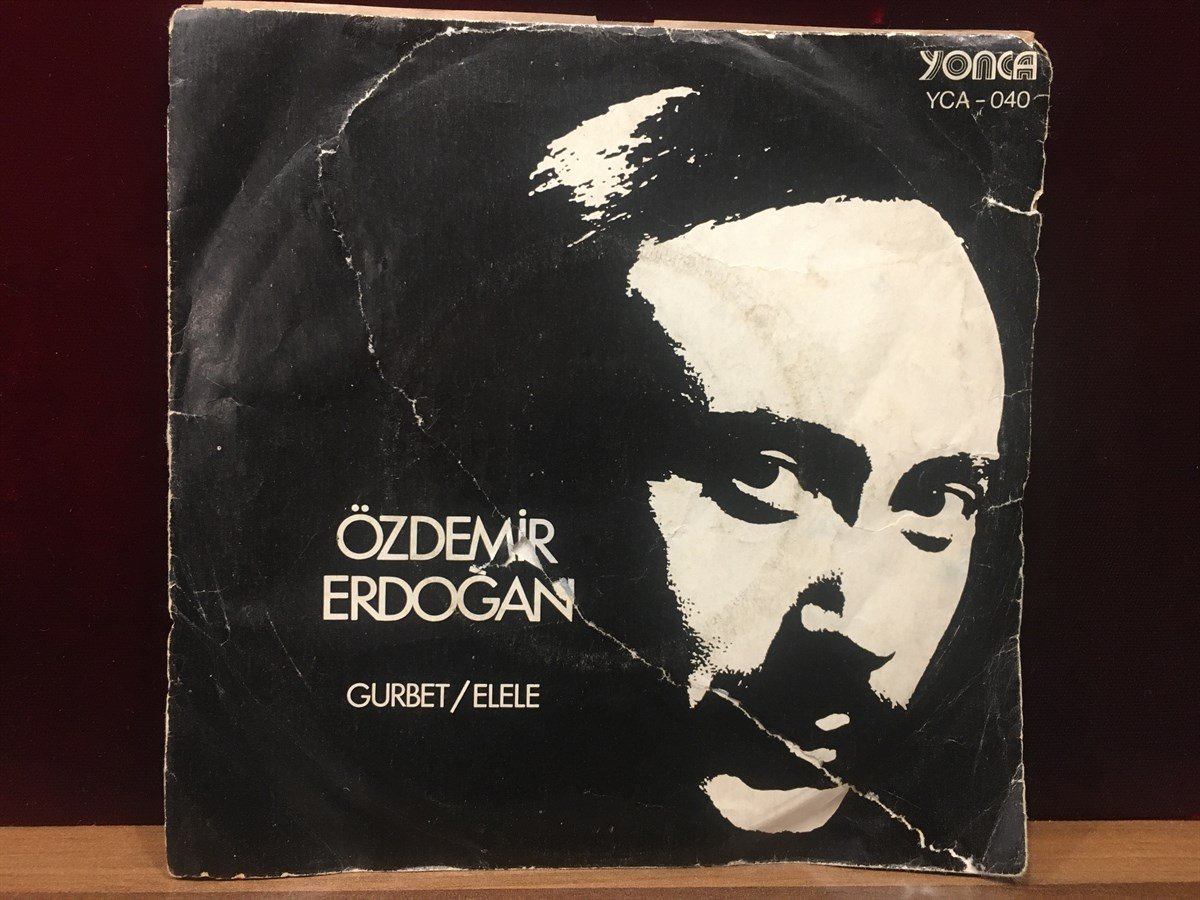 YONCA
YCA - 040
ÖZDEMİR
ERDOĞAN
GURBET/ELELE